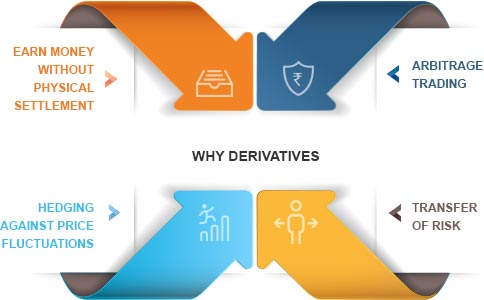 EARN MONEY
WITHOUT
PHYSICAL
SETTLEMENT
₹
ARBITRAGE
TRADING
WHY DERIVATIVES
HEDGING
AGAINST PRICE
FLUCTUATIONS
TRANSFER
OF RISK